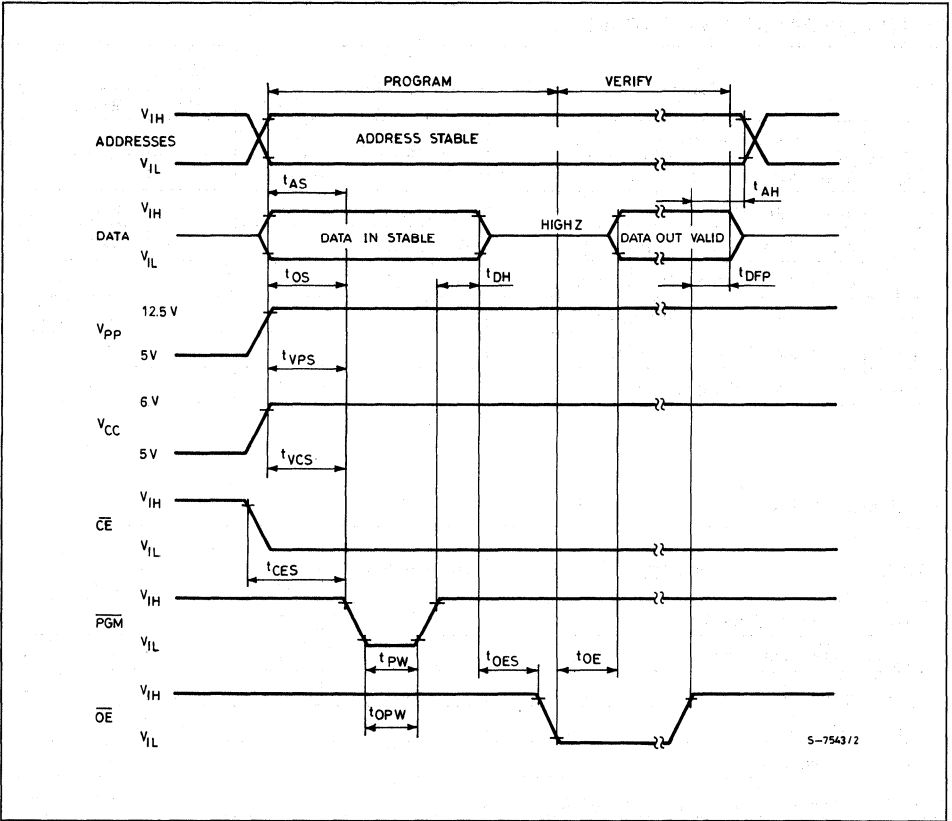 PROGRAM VERIFY
VIH
ADDRESSES ADDRESS STABLE
VIL
tAS tAH
VIH
DATA DATA IN STABLE HIGH Z DATA OUT VALID
VIL
tOS tDH tDFP
12.5 V
VPP
5V
tVPS
6 V
VCC
5V
tVCS
VIH
CE
VIL
tCES
VIH
PGM
VIL
tPW tOES tOE
VIH
tOPW
OE
VIL
S-7543/2